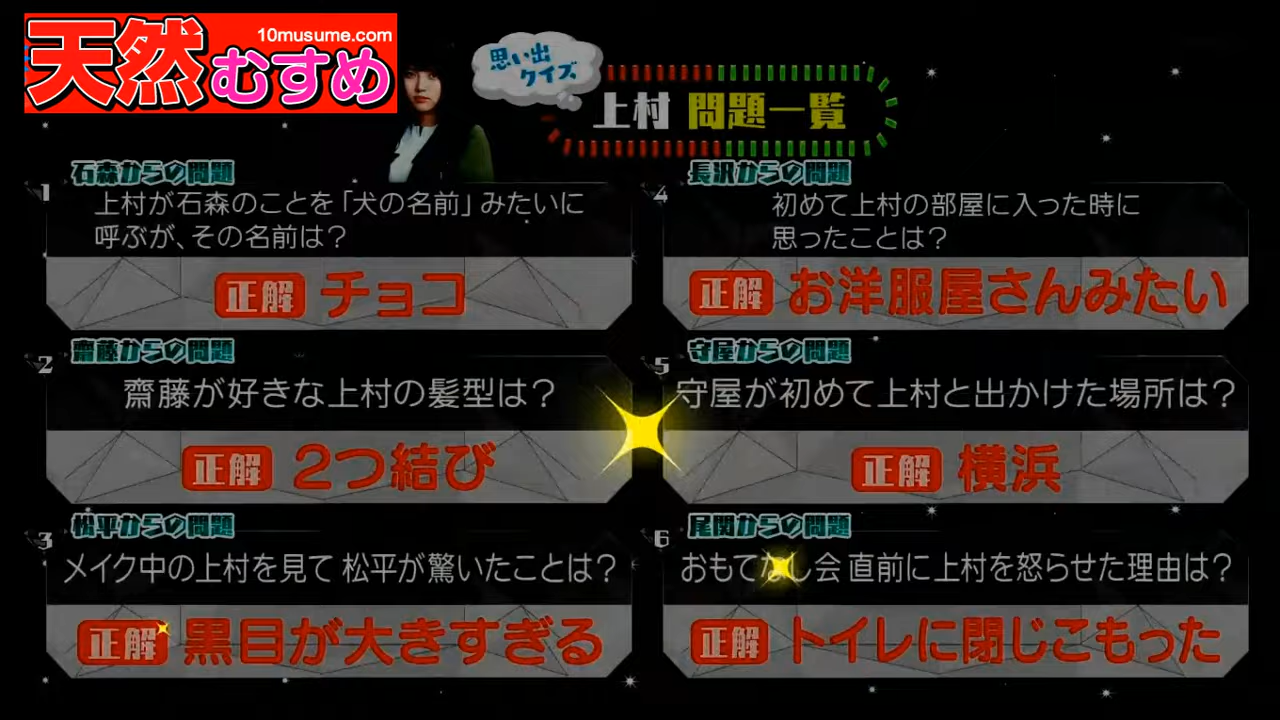 天然むすめ
10musume.com
思い出
クイズ
上村 問題一覧
石森からの問題
1
上村が石森のことを「犬の名前」みたいに
呼ぶが、その名前は？
正解 チョコ
2
齋藤からの問題
齋藤が好きな上村の髪型は？
正解 2つ結び
3
松平からの問題
メイク中の上村を見て 松平が驚いたことは？
正解 黒目が大きすぎる
4
長沢からの問題
初めて上村の部屋に入った時に
思ったことは？
正解 お洋服屋さんみたい
5
守屋からの問題
守屋が初めて上村と出かけた場所は？
正解 横浜
6
尾関からの問題
おもてなし会 直前に上村を怒らせた理由は？
正解 トイレに閉じこもった